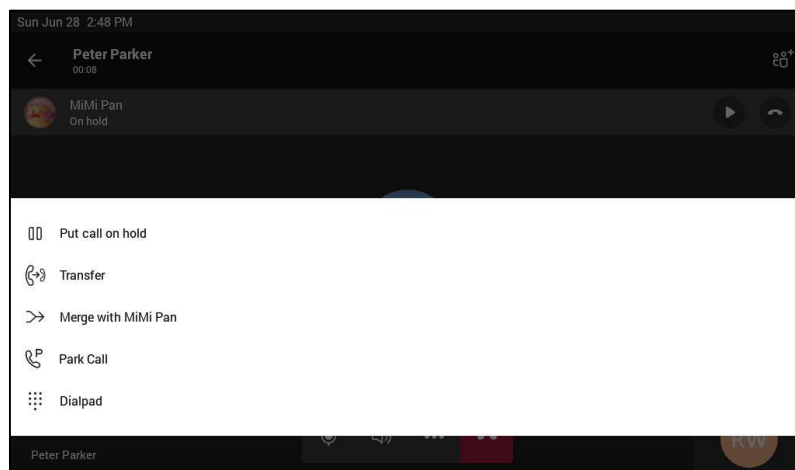 Sun Jun 28 2:48 PM
Peter Parker
00:08
MiMi Pan
On hold
Put call on hold
Transfer
Merge with MiMi Pan
P
Park Call
Dialpad
Peter Parker
RW